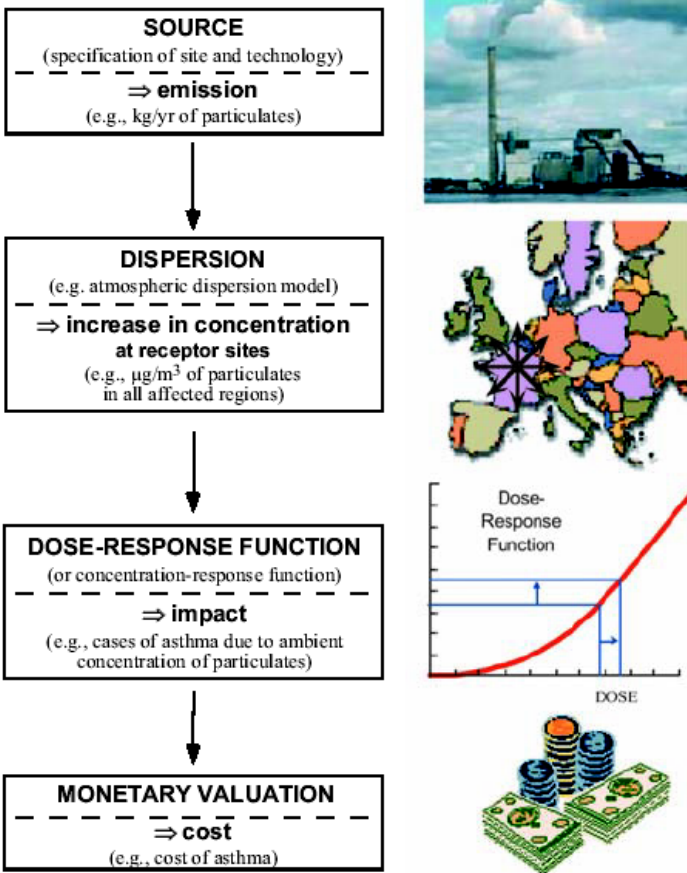 SOURCE
(specification of site and technology)
⇒ emission
(e.g., kg/yr of particulates)
DISPERSION
(e.g. atmospheric dispersion model)
⇒ increase in concentration
at receptor sites
(e.g., μg/m³ of particulates
in all affected regions)
DOSE-RESPONSE FUNCTION
(or concentration-response function)
⇒ impact
(e.g., cases of asthma due to ambient
concentration of particulates)
Dose-
Response
Function
DOSE
MONETARY VALUATION
⇒ cost
(e.g., cost of asthma)